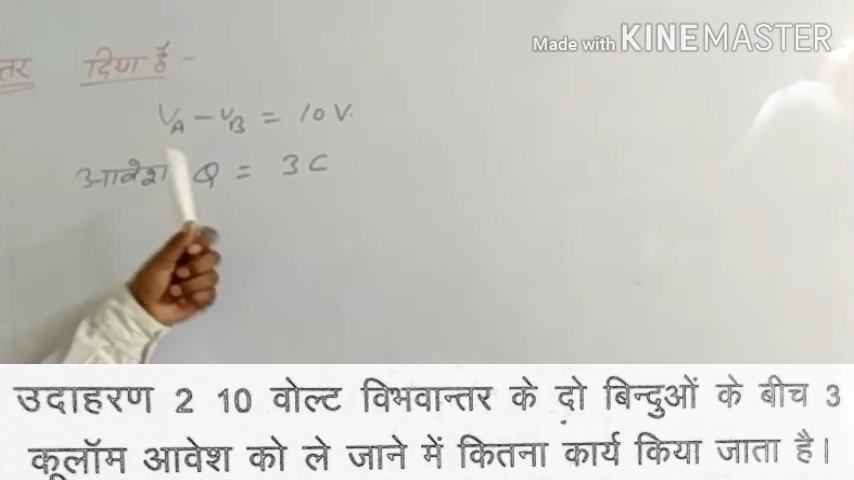 Made with KINEMASTER
तर दिया है -
VA - VB = 10 V.
आवेश Q = 3 C
उदाहरण 2 10 वोल्ट विभवान्तर के दो बिन्दुओं के बीच 3
कूलॉम आवेश को ले जाने में कितना कार्य किया जाता है।